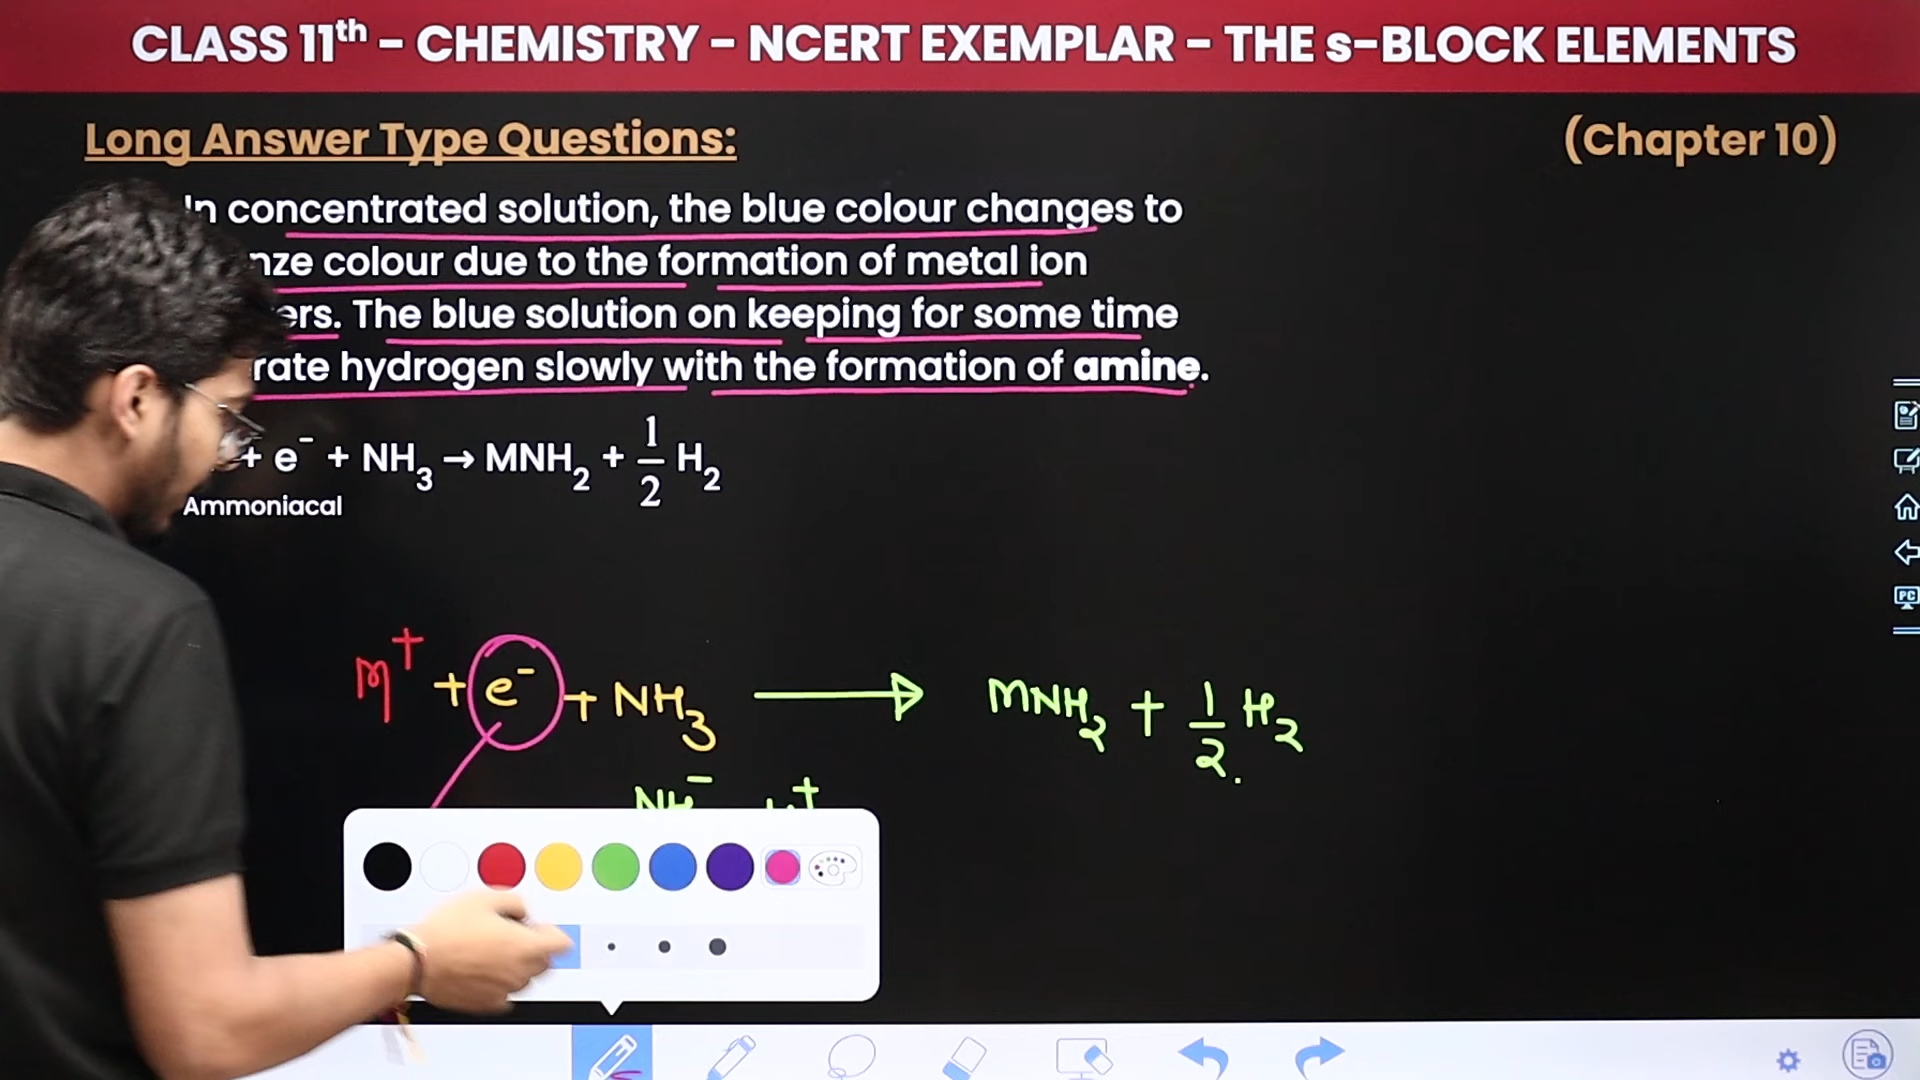 CLASS 11th - CHEMISTRY - NCERT EXEMPLAR - THE s-BLOCK ELEMENTS
Long Answer Type Questions:
(Chapter 10)
In concentrated solution, the blue colour changes to
nze colour due to the formation of metal ion
ers. The blue solution on keeping for some time
rate hydrogen slowly with the formation of amine.
+ e⁻ + NH₃ → MNH₂ + 1/2 H₂
Ammoniacal
M⁺ + e⁻ + NH₃ → MNH₂ + 1/2 H₂
PC